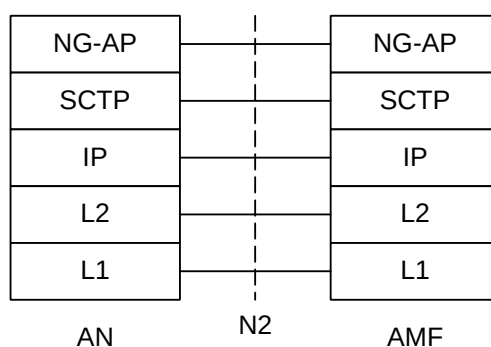 NG-AP NG-AP
SCTP SCTP
IP IP
L2 L2
L1 L1
AN N2 AMF